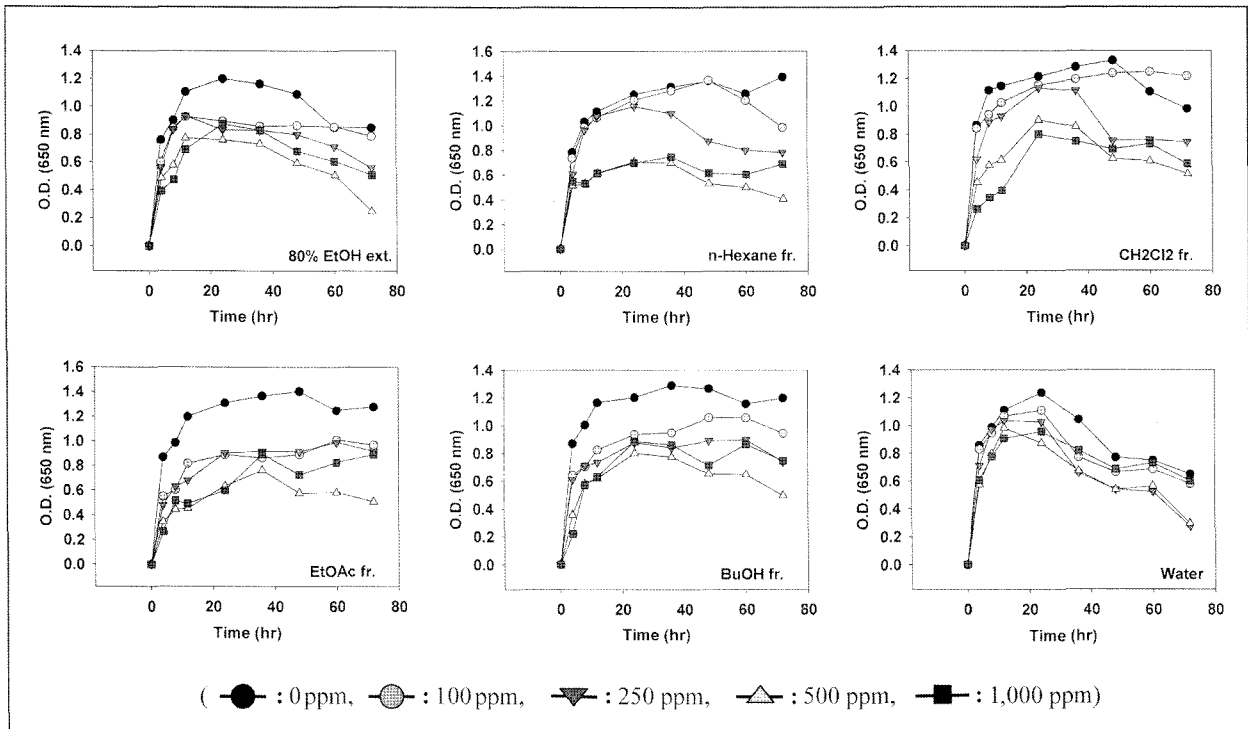 1.4
1.2
1.0
0.8
0.6
0.4
0.2
0.0
O.D. (650 nm)
0 20 40 60 80
Time (hr)
80% EtOH ext.
1.6
1.4
1.2
1.0
0.8
0.6
0.4
0.2
0.0
O.D. (650 nm)
0 20 40 60 80
Time (hr)
n-Hexane fr.
1.4
1.2
1.0
0.8
0.6
0.4
0.2
0.0
O.D. (650 nm)
0 20 40 60 80
Time (hr)
CH2Cl2 fr.
1.6
1.4
1.2
1.0
0.8
0.6
0.4
0.2
0.0
O.D. (650 nm)
0 20 40 60 80
Time (hr)
EtOAc fr.
1.4
1.2
1.0
0.8
0.6
0.4
0.2
0.0
O.D. (650 nm)
0 20 40 60 80
Time (hr)
BuOH fr.
1.4
1.2
1.0
0.8
0.6
0.4
0.2
0.0
O.D. (650 nm)
0 20 40 60 80
Time (hr)
Water
( : 0 ppm, : 100 ppm, : 250 ppm, : 500 ppm, : 1,000 ppm)